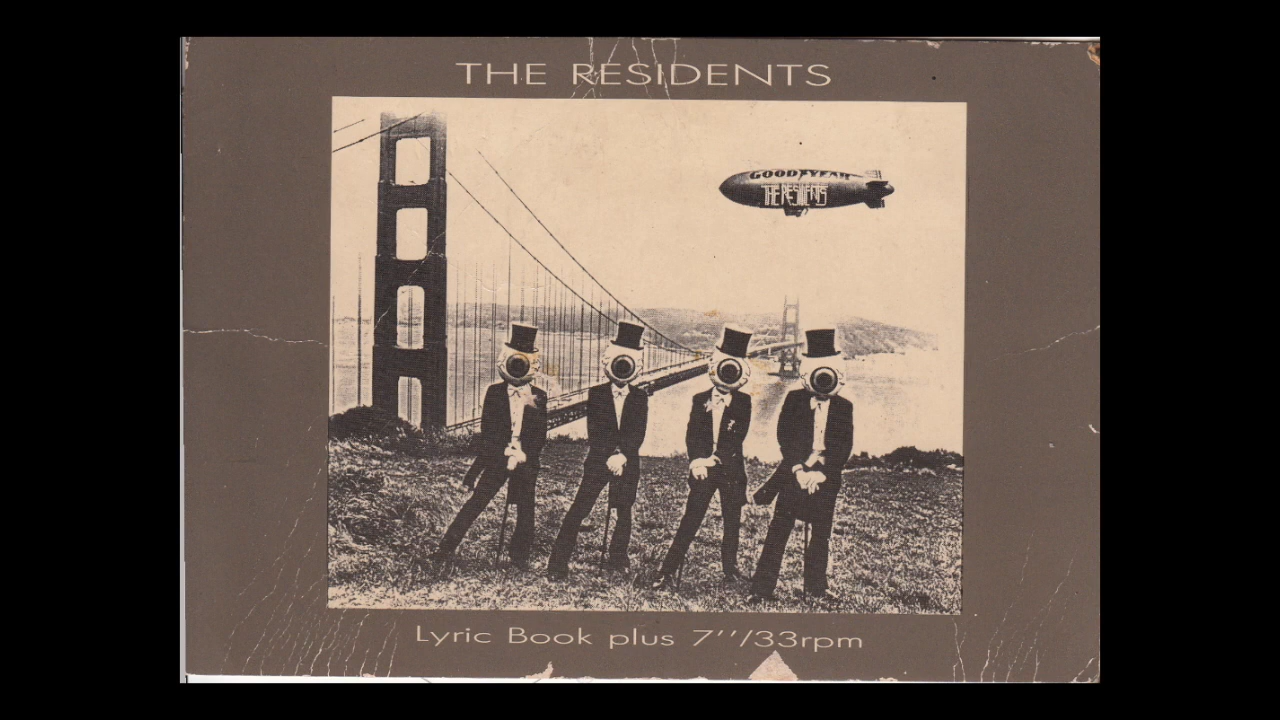 THE RESIDENTS
GOODYEAR
THE RESIDENTS
Lyric Book plus 7''/33rpm